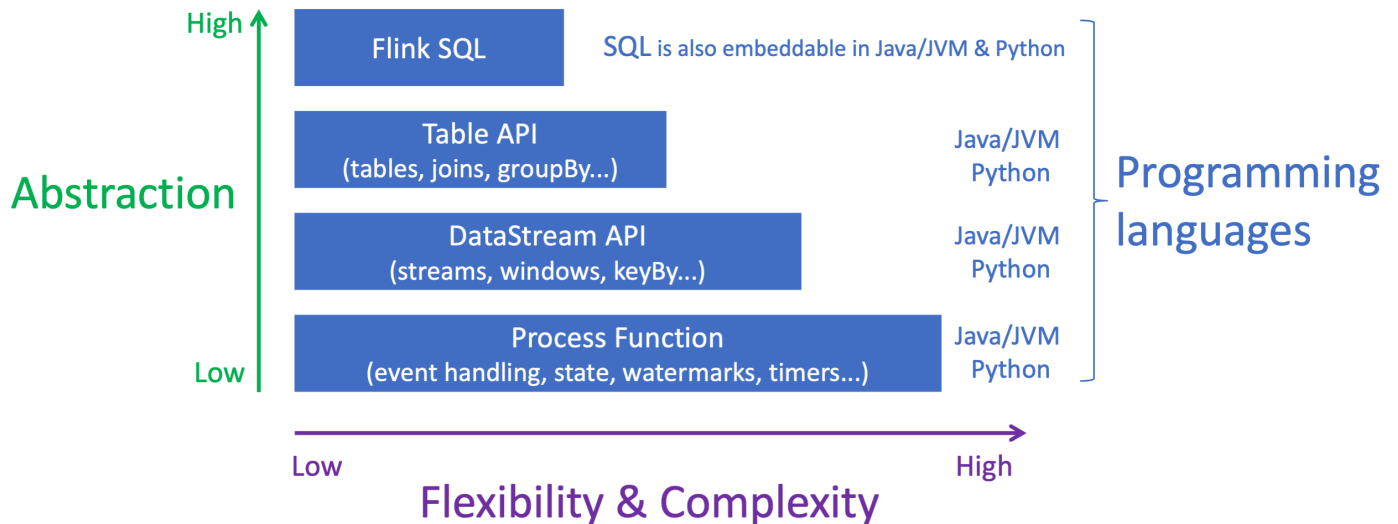 High
Flink SQL
SQL is also embeddable in Java/JVM & Python
Table API
(tables, joins, groupBy...)
Java/JVM
Python
Abstraction
Programming
languages
DataStream API
(streams, windows, keyBy...)
Java/JVM
Python
Process Function
(event handling, state, watermarks, timers...)
Java/JVM
Python
Low
Low
High
Flexibility & Complexity